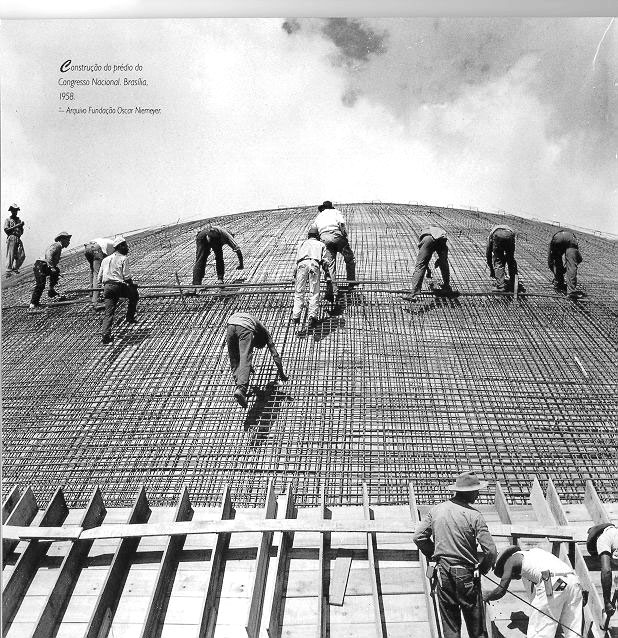 Construção do prédio do
Congresso Nacional. Brasília,
1958.
— Arquivo Fundação Oscar Niemeyer.